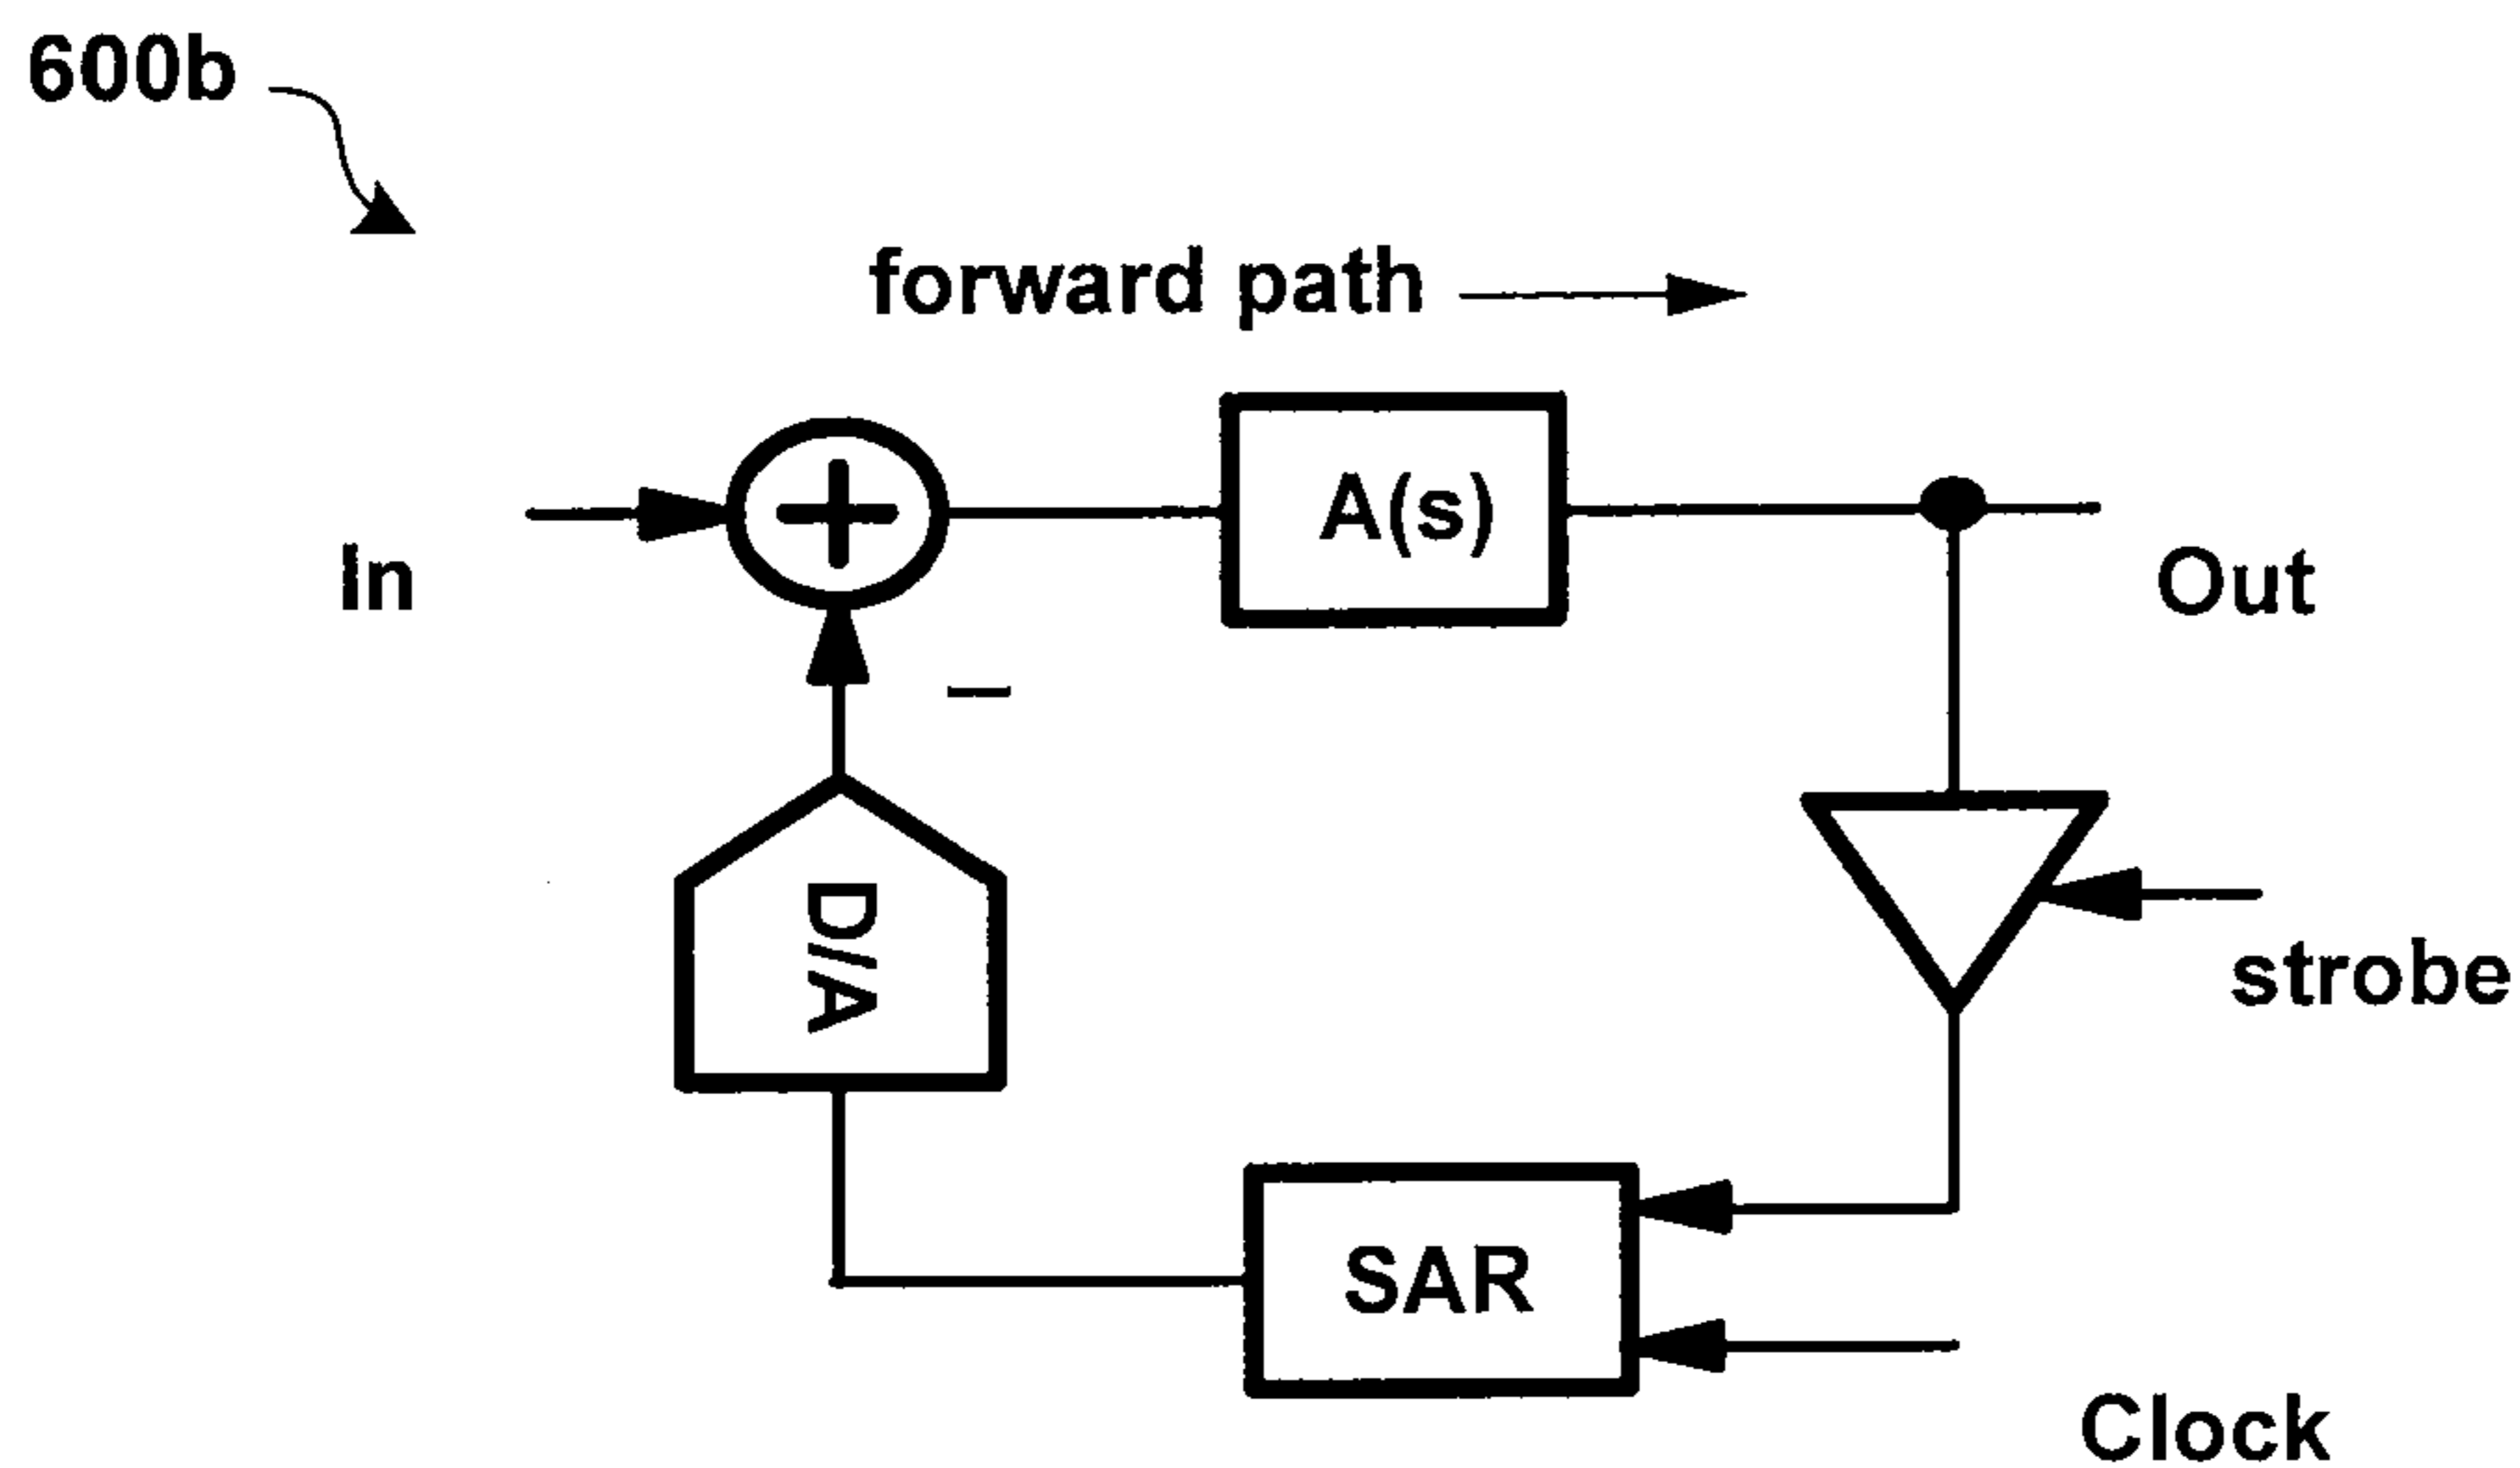 600b
forward path
A(s)
In
Out
–
D/A
strobe
SAR
Clock